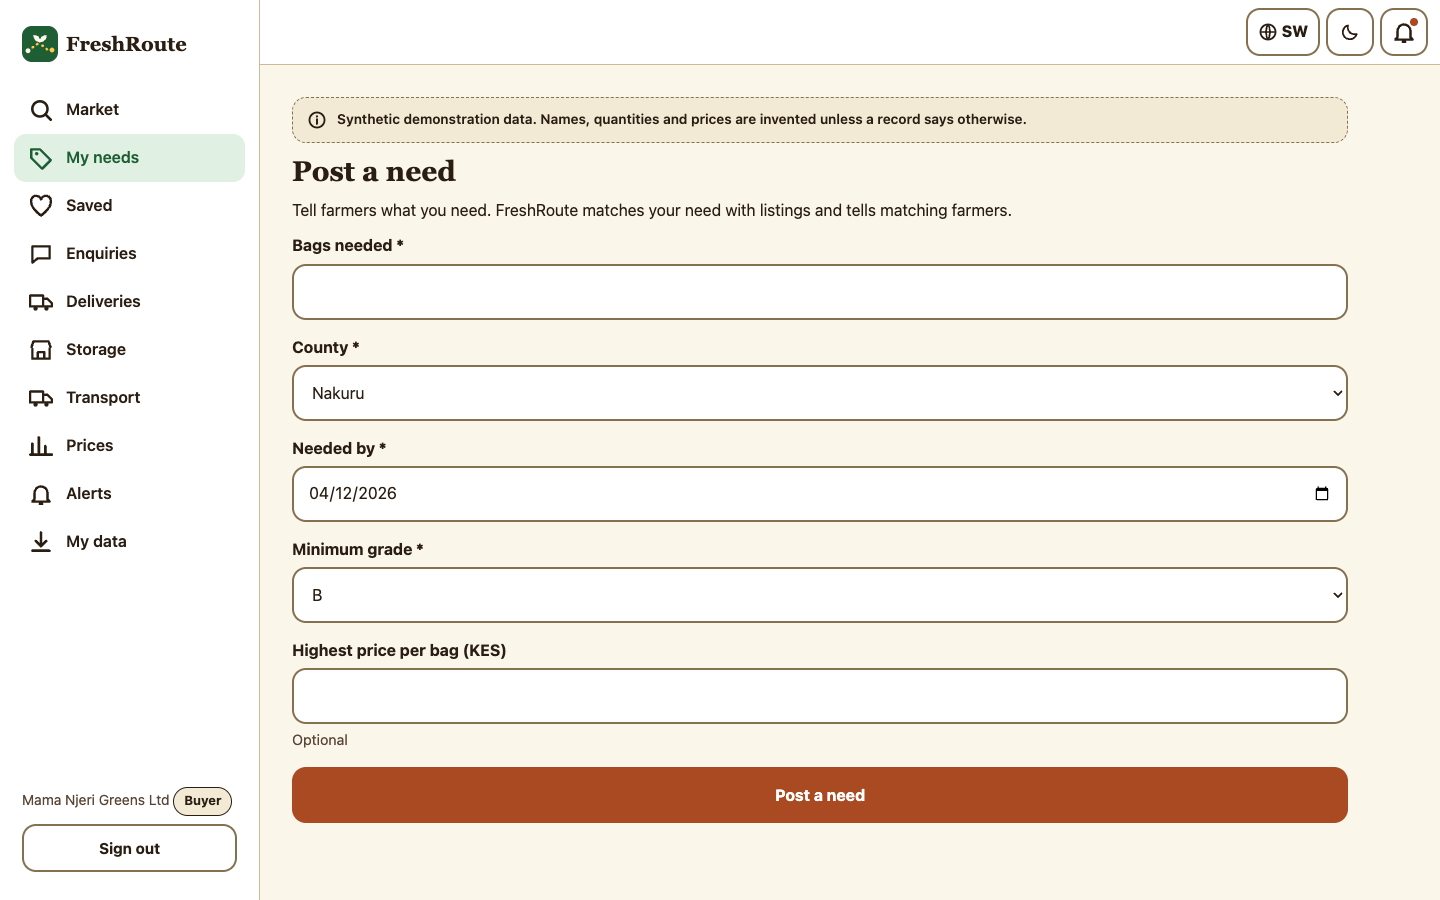 FreshRoute
Market
My needs
Saved
Enquiries
Deliveries
Storage
Transport
Prices
Alerts
My data
Mama Njeri Greens Ltd Buyer
Sign out
SW
Synthetic demonstration data. Names, quantities and prices are invented unless a record says otherwise.
Post a need
Tell farmers what you need. FreshRoute matches your need with listings and tells matching farmers.
Bags needed *
County *
Nakuru
Needed by *
04/12/2026
Minimum grade *
B
Highest price per bag (KES)
Optional
Post a need